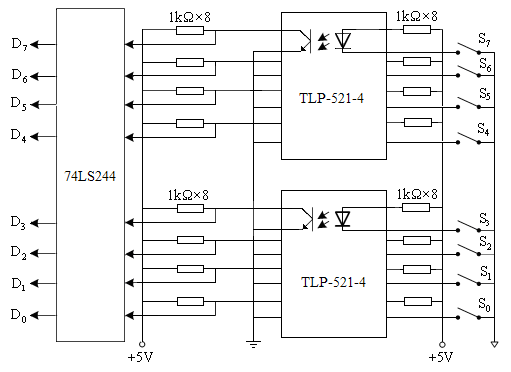 1kΩ×8 1kΩ×8
D7 S7
D6 S6
D5 TLP-521-4 S5
D4 S4
74LS244
1kΩ×8 1kΩ×8
D3 S3
D2 S2
D1 TLP-521-4 S1
D0 S0
+5V +5V